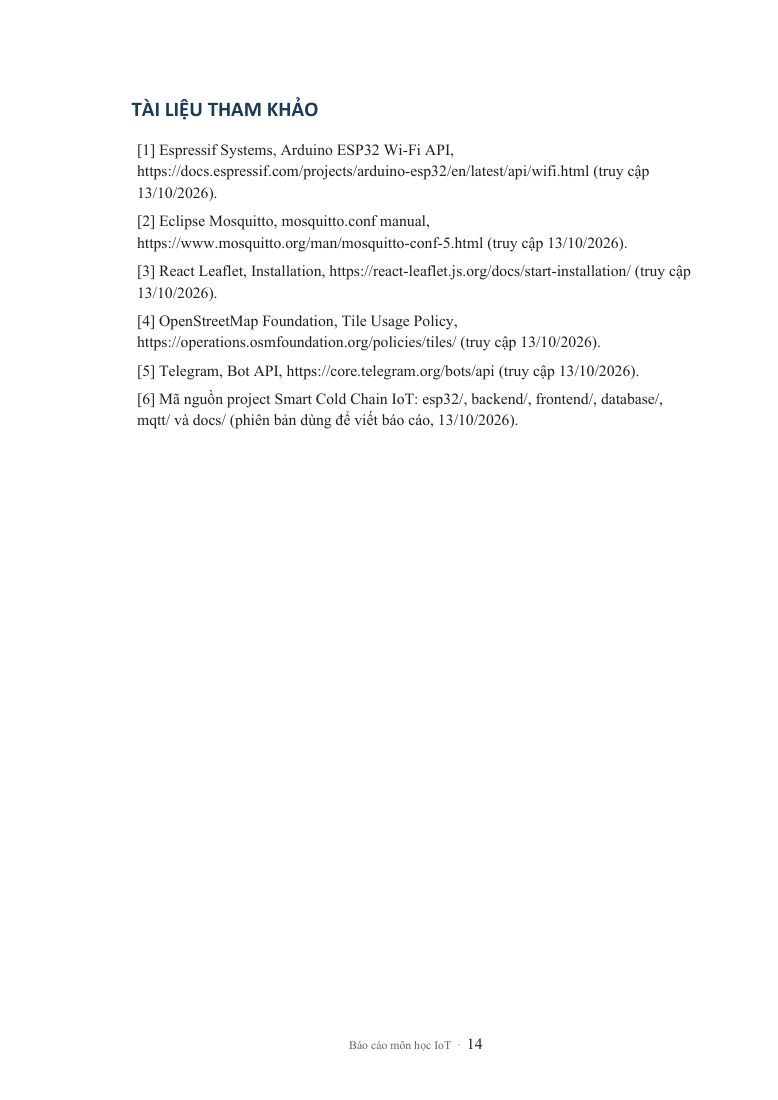 TÀI LIỆU THAM KHẢO
[1] Espressif Systems, Arduino ESP32 Wi-Fi API,
https://docs.espressif.com/projects/arduino-esp32/en/latest/api/wifi.html (truy cập
13/10/2026).
[2] Eclipse Mosquitto, mosquitto.conf manual,
https://www.mosquitto.org/man/mosquitto-conf-5.html (truy cập 13/10/2026).
[3] React Leaflet, Installation, https://react-leaflet.js.org/docs/start-installation/ (truy cập
13/10/2026).
[4] OpenStreetMap Foundation, Tile Usage Policy,
https://operations.osmfoundation.org/policies/tiles/ (truy cập 13/10/2026).
[5] Telegram, Bot API, https://core.telegram.org/bots/api (truy cập 13/10/2026).
[6] Mã nguồn project Smart Cold Chain IoT: esp32/, backend/, frontend/, database/,
mqtt/ và docs/ (phiên bản dùng để viết báo cáo, 13/10/2026).
Báo cáo môn học IoT · 14